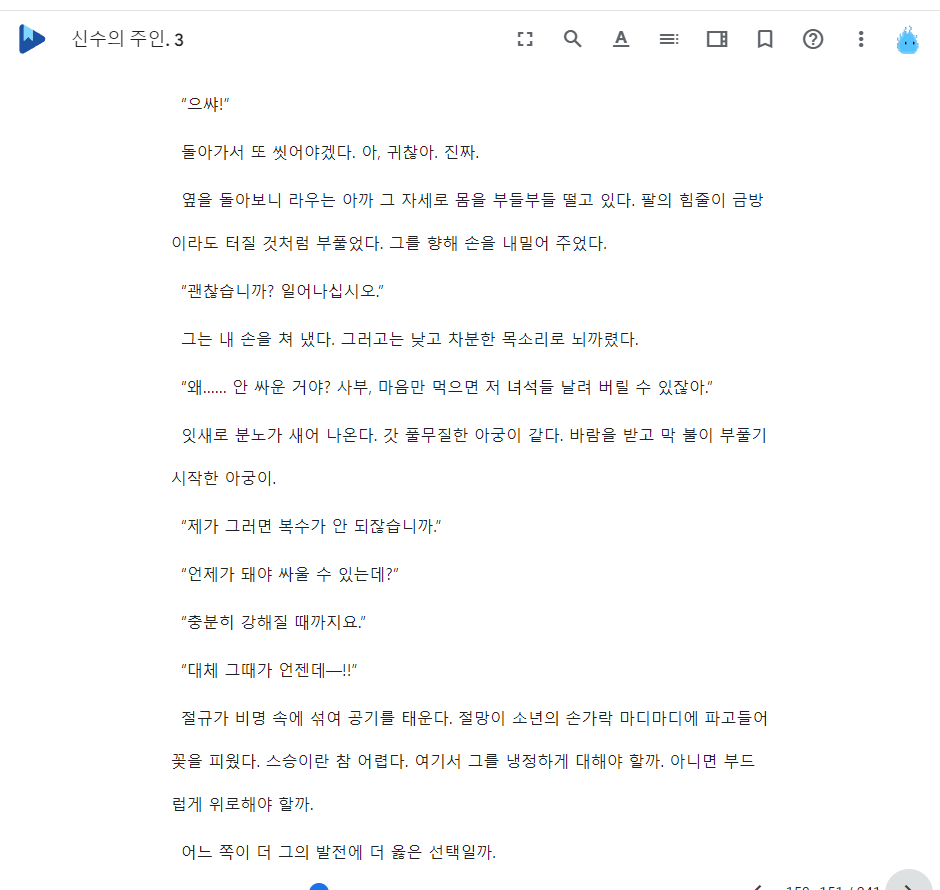 신수의 주인. 3
“으쌰!”
돌아가서 또 씻어야겠다. 아, 귀찮아. 진짜.
옆을 돌아보니 라우는 아까 그 자세로 몸을 부들부들 떨고 있다. 팔의 힘줄이 금방
이라도 터질 것처럼 부풀었다. 그를 향해 손을 내밀어 주었다.
“괜찮습니까? 일어나십시오.”
그는 내 손을 쳐 냈다. 그러고는 낮고 차분한 목소리로 뇌까렸다.
“왜...... 안 싸운 거야? 사부, 마음만 먹으면 저 녀석들 날려 버릴 수 있잖아.”
잇새로 분노가 새어 나온다. 갓 풀무질한 아궁이 같다. 바람을 받고 막 불이 부풀기
시작한 아궁이.
“제가 그러면 복수가 안 되잖습니까.”
“언제가 돼야 싸울 수 있는데?”
“충분히 강해질 때까지요.”
“대체 그때가 언젠데—!!”
절규가 비명 속에 섞여 공기를 태운다. 절망이 소년의 손가락 마디마디에 파고들어
꽃을 피웠다. 스승이란 참 어렵다. 여기서 그를 냉정하게 대해야 할까. 아니면 부드
럽게 위로해야 할까.
어느 쪽이 더 그의 발전에 더 옳은 선택일까.